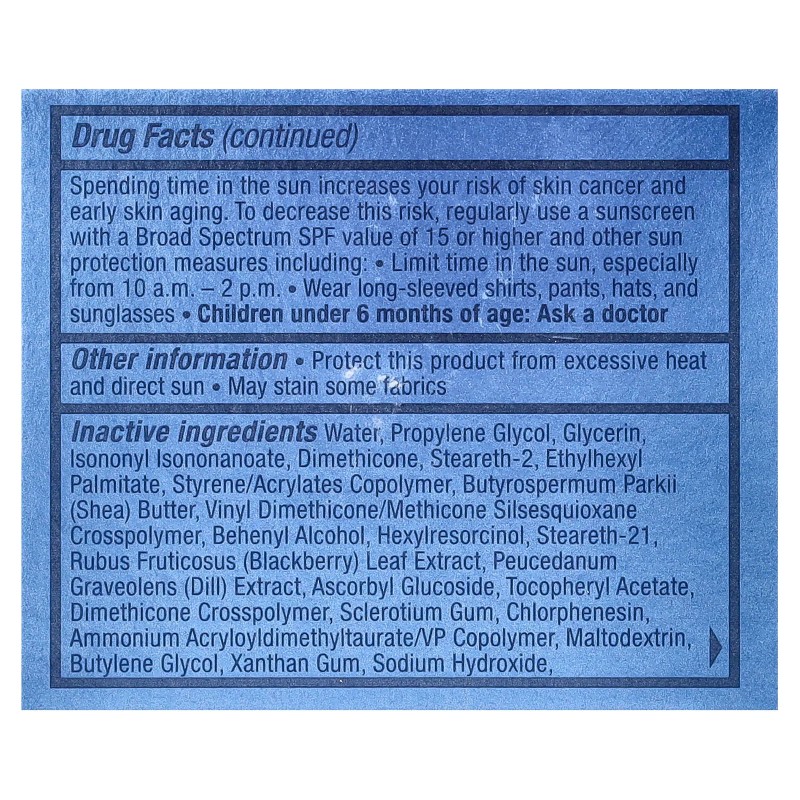 Drug Facts (continued)
Spending time in the sun increases your risk of skin cancer and
early skin aging. To decrease this risk, regularly use a sunscreen
with a Broad Spectrum SPF value of 15 or higher and other sun
protection measures including: • Limit time in the sun, especially
from 10 a.m. – 2 p.m. • Wear long-sleeved shirts, pants, hats, and
sunglasses • Children under 6 months of age: Ask a doctor
Other information • Protect this product from excessive heat
and direct sun • May stain some fabrics
Inactive ingredients Water, Propylene Glycol, Glycerin,
Isononyl Isononanoate, Dimethicone, Steareth-2, Ethylhexyl
Palmitate, Styrene/Acrylates Copolymer, Butyrospermum Parkii
(Shea) Butter, Vinyl Dimethicone/Methicone Silsesquioxane
Crosspolymer, Behenyl Alcohol, Hexylresorcinol, Steareth-21,
Rubus Fruticosus (Blackberry) Leaf Extract, Peucedanum
Graveolens (Dill) Extract, Ascorbyl Glucoside, Tocopheryl Acetate,
Dimethicone Crosspolymer, Sclerotium Gum, Chlorphenesin,
Ammonium Acryloyldimethyltaurate/VP Copolymer, Maltodextrin,
Butylene Glycol, Xanthan Gum, Sodium Hydroxide,